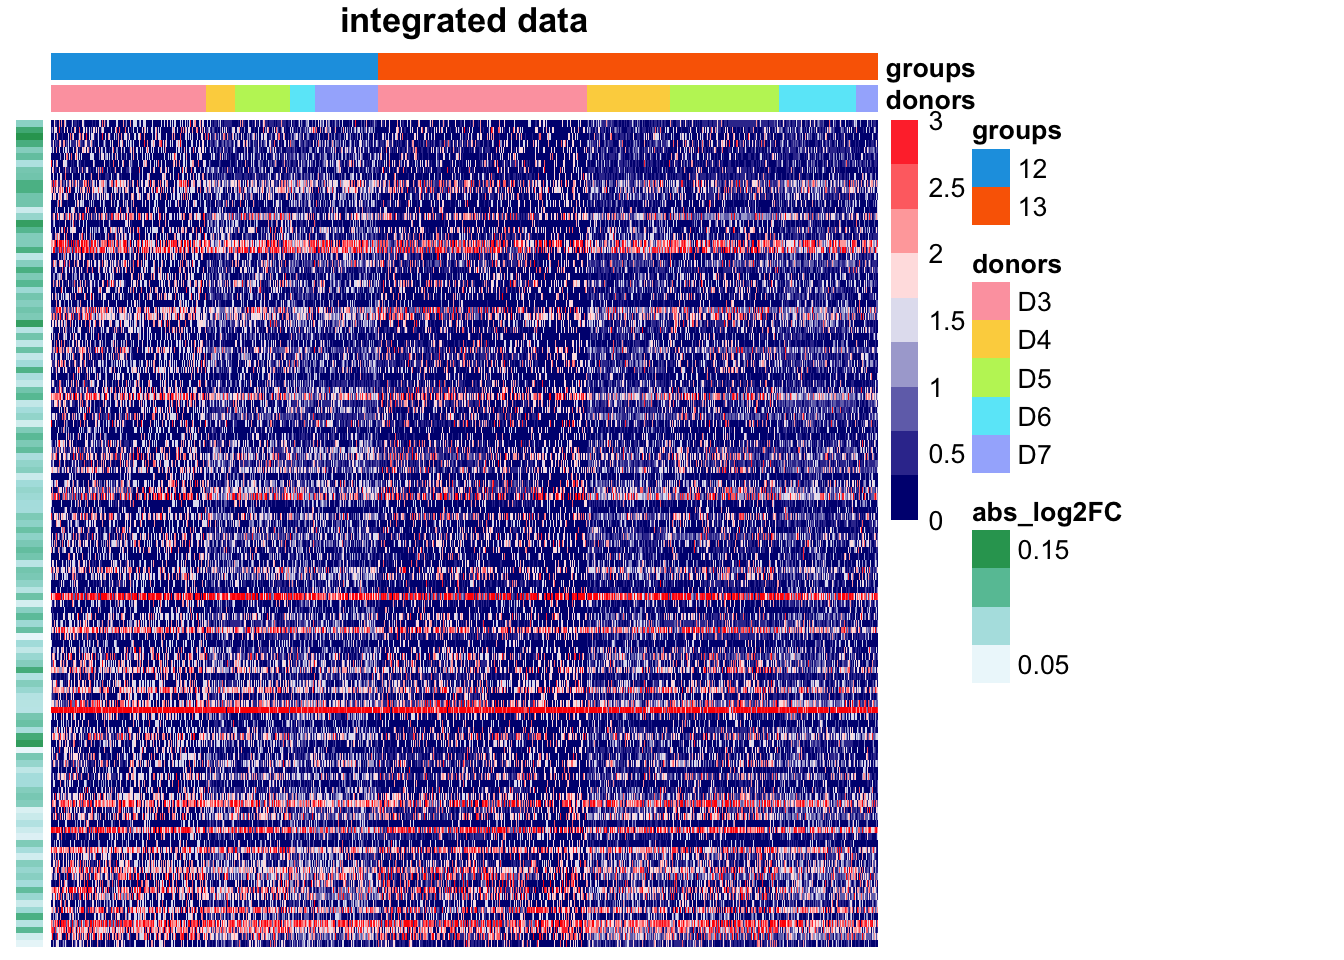 integrated data
groups
donors
3
2.5
2
1.5
1
0.5
0
groups
12
13
donors
D3
D4
D5
D6
D7
abs_log2FC
0.15
0.05